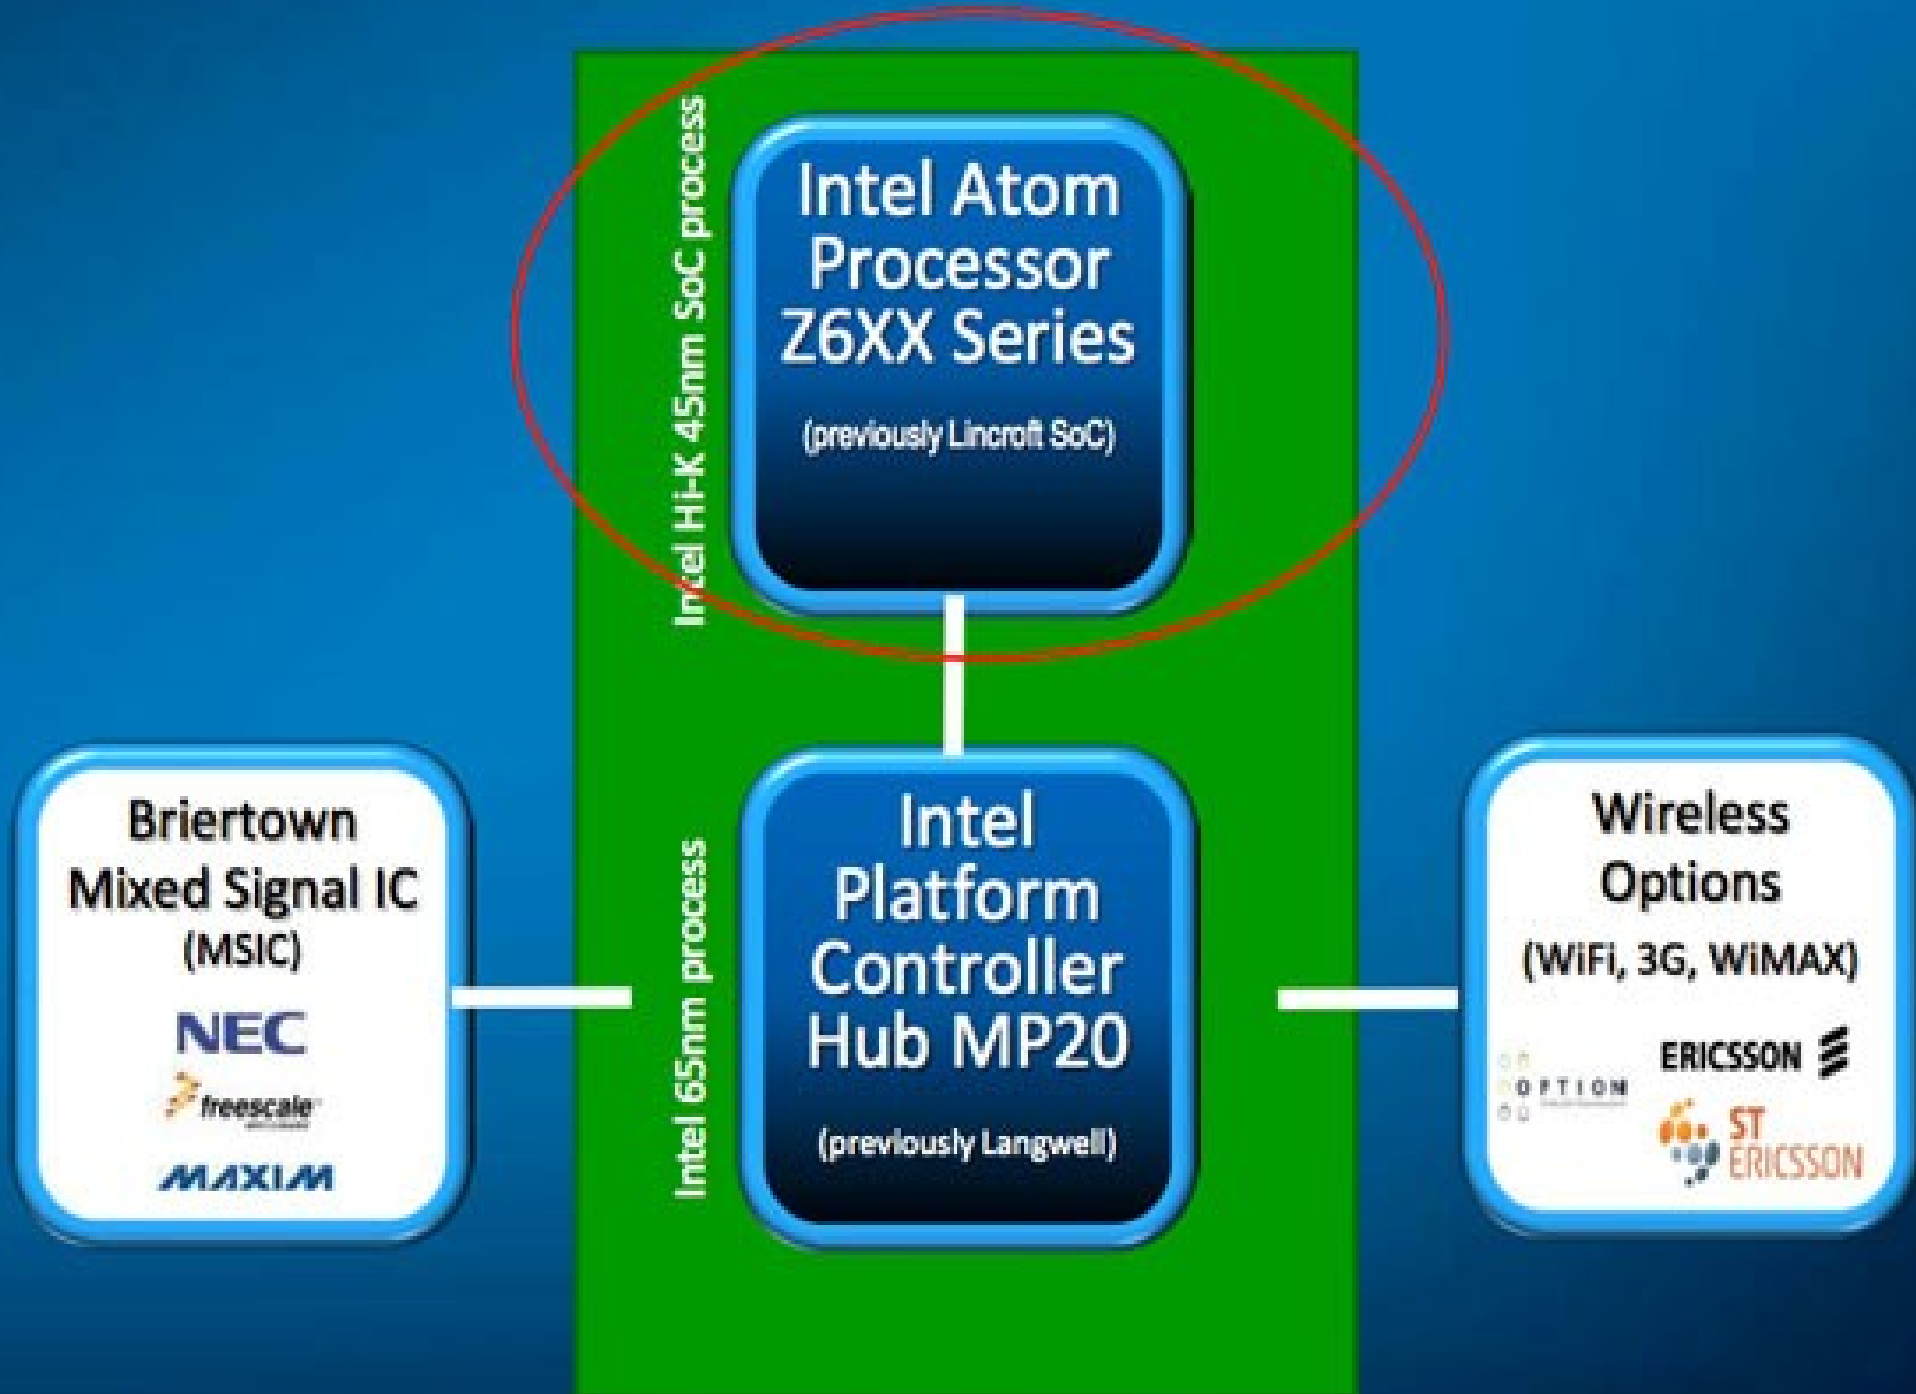 Intel Hi-K 45nm SoC process
Intel Atom
Processor
Z6XX Series
(previously Lincroft SoC)
Briertown
Mixed Signal IC
(MSIC)
NEC
freescale
MAXIM
Intel 65nm process
Intel
Platform
Controller
Hub MP20
(previously Langwell)
Wireless
Options
(WiFi, 3G, WiMAX)
ERICSSON
OPTION
ST
ERICSSON